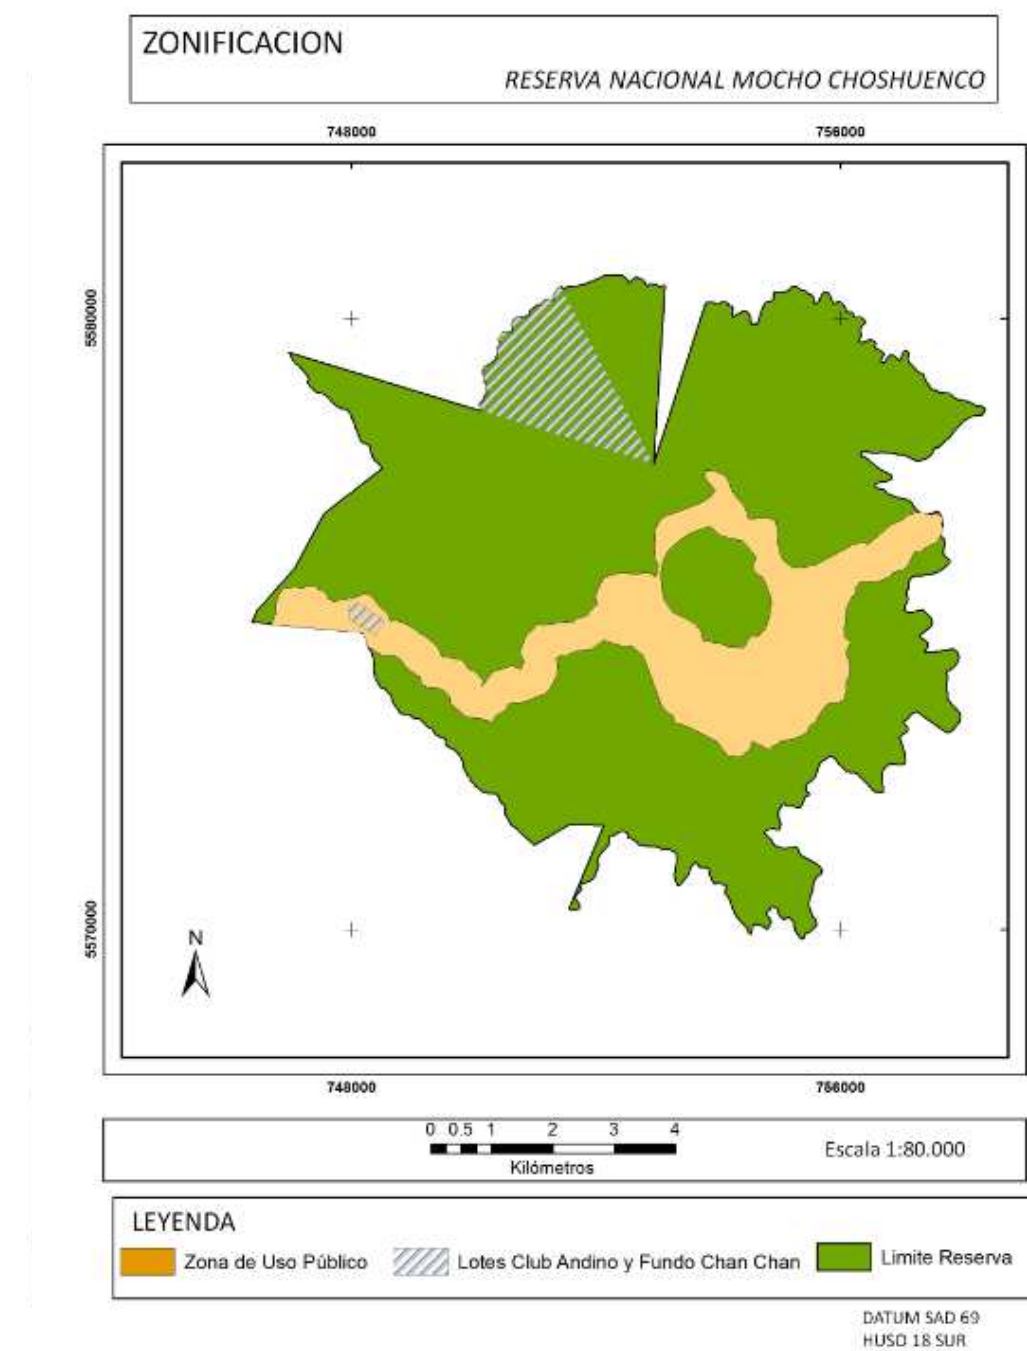 ZONIFICACION
RESERVA NACIONAL MOCHO CHOSHUENCO
748000 756000
5580000
5570000
N
748000 756000
0 0.5 1 2 3 4
Kilómetros
Escala 1:80.000
LEYENDA
Zona de Uso Público
Lotes Club Andino y Fundo Chan Chan
Limite Reserva
DATUM SAD 69
HUSO 18 SUR